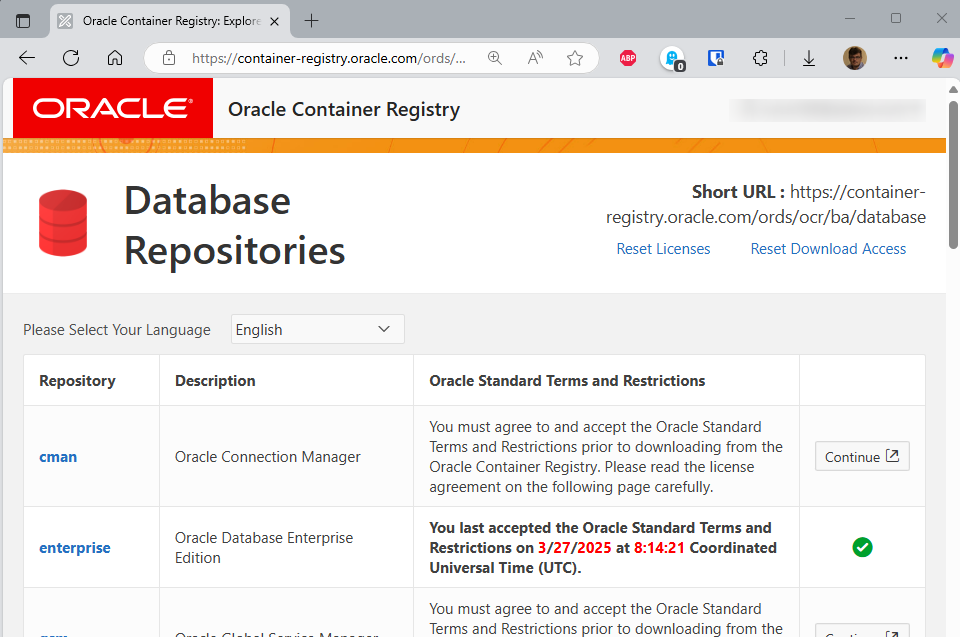 Oracle Container Registry: Explore
https://container-registry.oracle.com/ords/...
ABP
0
ORACLE
Oracle Container Registry
Database
Repositories
Short URL : https://container-
registry.oracle.com/ords/ocr/ba/database
Reset Licenses Reset Download Access
Please Select Your Language English
Repository Description Oracle Standard Terms and Restrictions
cman
Oracle Connection Manager
You must agree to and accept the Oracle Standard
Terms and Restrictions prior to downloading from the
Oracle Container Registry. Please read the license
agreement on the following page carefully.
Continue
enterprise
Oracle Database Enterprise
Edition
You last accepted the Oracle Standard Terms and
Restrictions on 3/27/2025 at 8:14:21 Coordinated
Universal Time (UTC).
Oracle Global Service Manager
You must agree to and accept the Oracle Standard
Terms and Restrictions prior to downloading from the
Continue